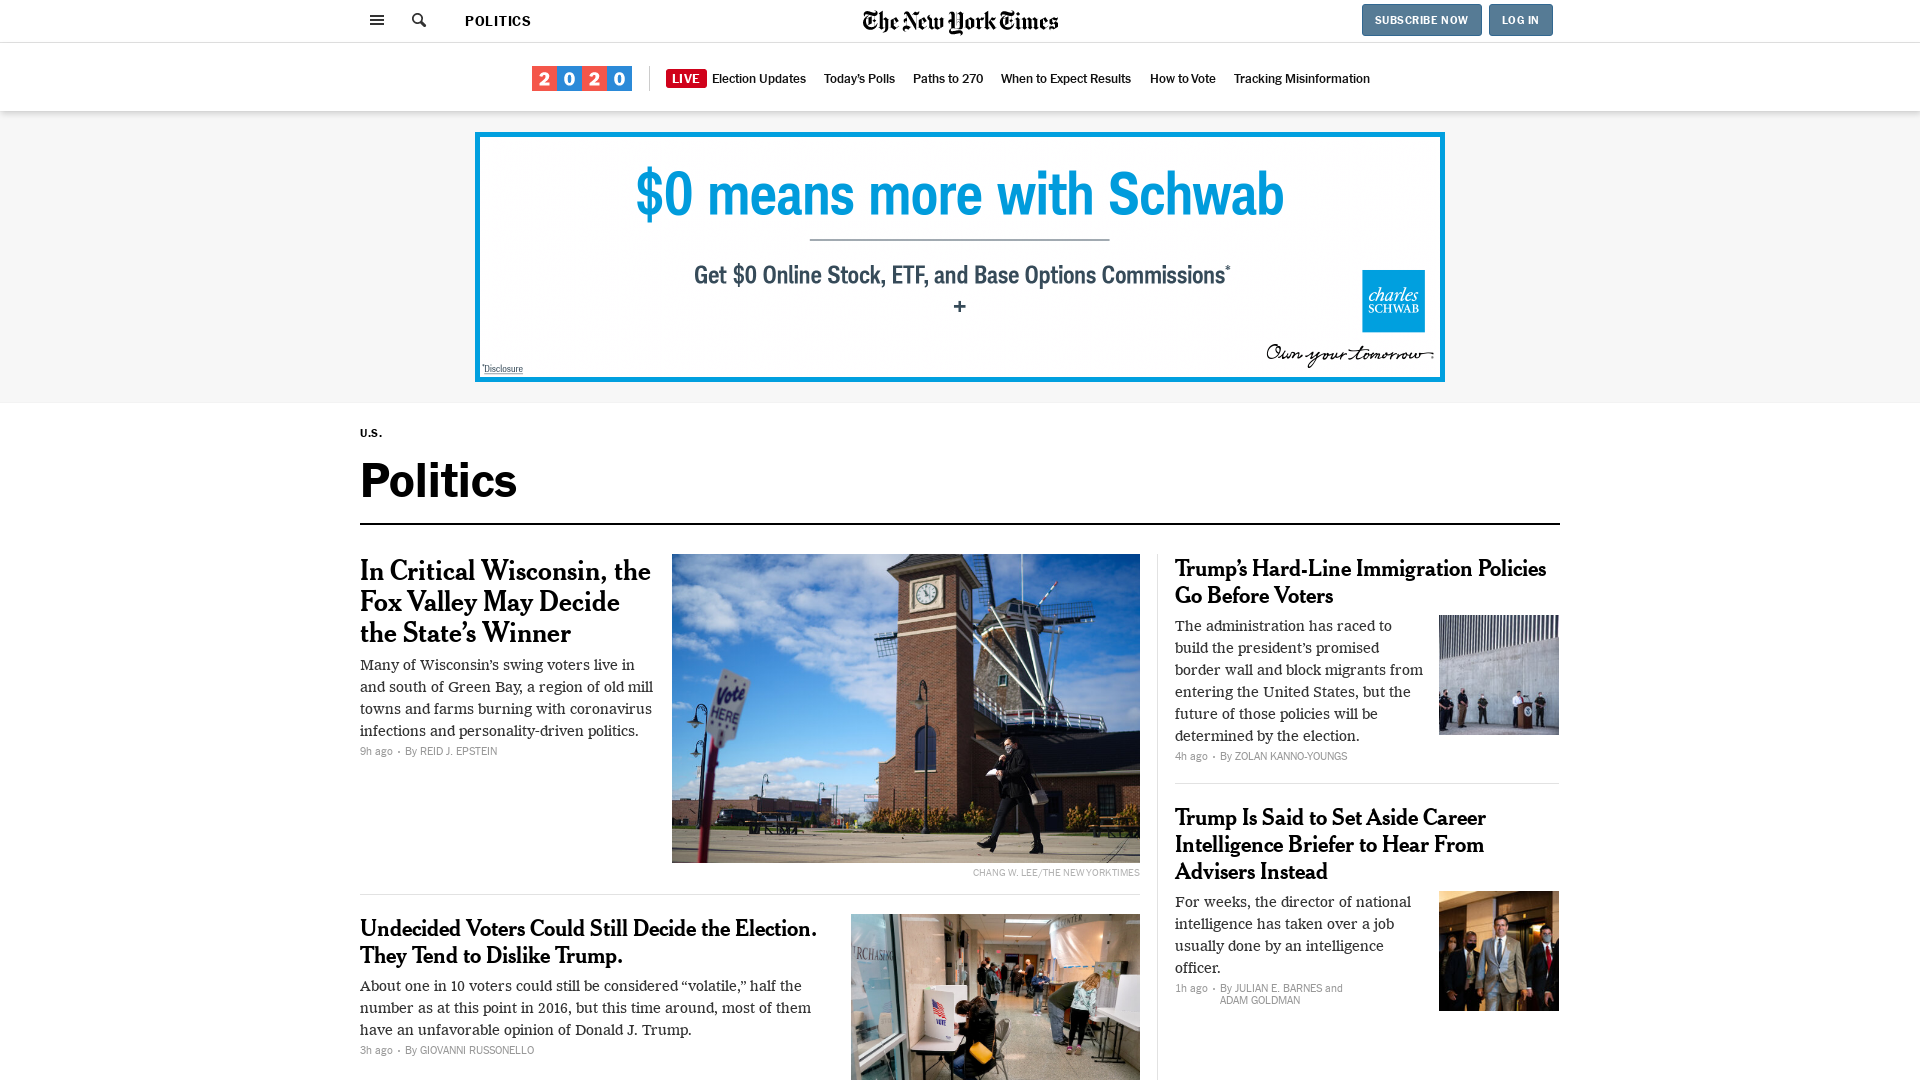 POLITICS
The New York Times
SUBSCRIBE NOW
LOG IN
2020
LIVE Election Updates
Today's Polls
Paths to 270
When to Expect Results
How to Vote
Tracking Misinformation
$0 means more with Schwab
Get $0 Online Stock, ETF, and Base Options Commissions*
+
charles
SCHWAB
Own your tomorrow.
*Disclosure
U.S.
Politics
In Critical Wisconsin, the
Fox Valley May Decide
the State’s Winner
Many of Wisconsin’s swing voters live in
and south of Green Bay, a region of old mill
towns and farms burning with coronavirus
infections and personality-driven politics.
9h ago • By REID J. EPSTEIN
Vote
HERE
CHANG W. LEE/THE NEW YORK TIMES
Undecided Voters Could Still Decide the Election.
They Tend to Dislike Trump.
About one in 10 voters could still be considered “volatile,” half the
number as at this point in 2016, but this time around, most of them
have an unfavorable opinion of Donald J. Trump.
3h ago • By GIOVANNI RUSSONELLO
VOTE
Trump’s Hard-Line Immigration Policies
Go Before Voters
The administration has raced to
build the president’s promised
border wall and block migrants from
entering the United States, but the
future of those policies will be
determined by the election.
4h ago • By ZOLAN KANNO-YOUNGS
Trump Is Said to Set Aside Career
Intelligence Briefer to Hear From
Advisers Instead
For weeks, the director of national
intelligence has taken over a job
usually done by an intelligence
officer.
1h ago • By JULIAN E. BARNES and
ADAM GOLDMAN